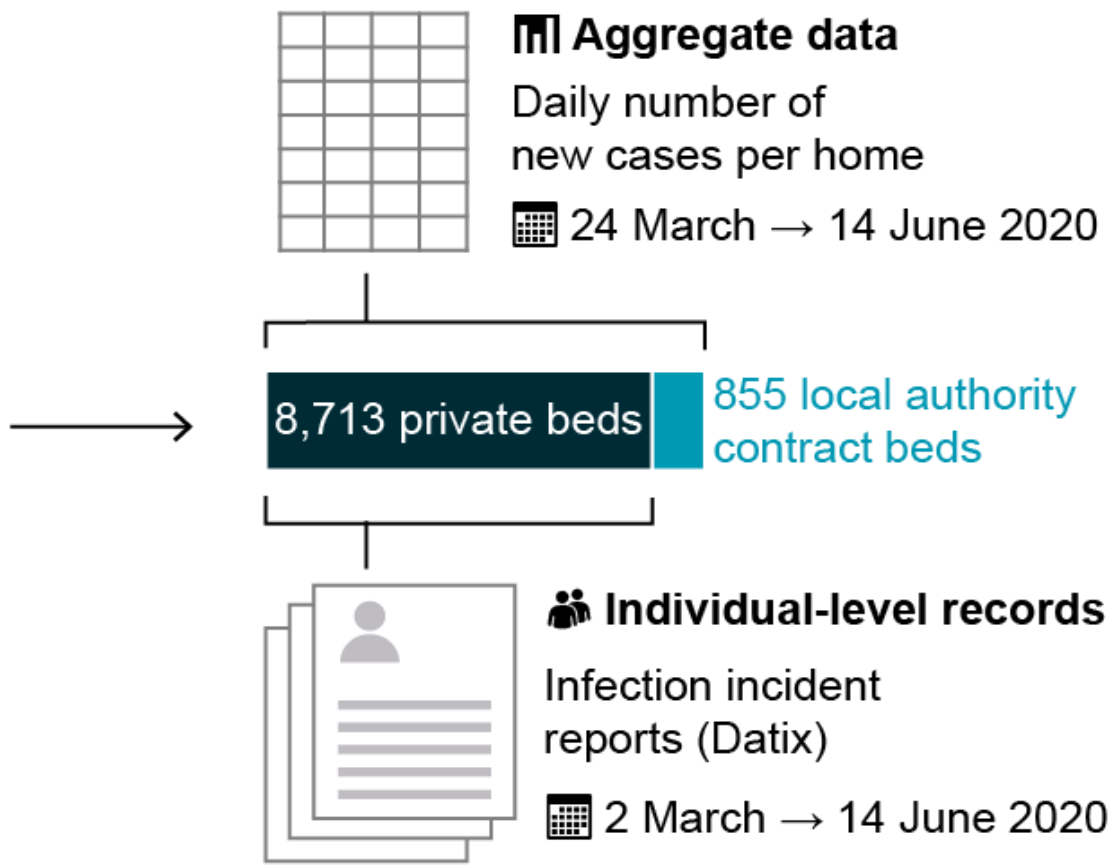 Aggregate data
Daily number of
new cases per home
24 March → 14 June 2020
8,713 private beds
855 local authority
contract beds
Individual-level records
Infection incident
reports (Datix)
2 March → 14 June 2020